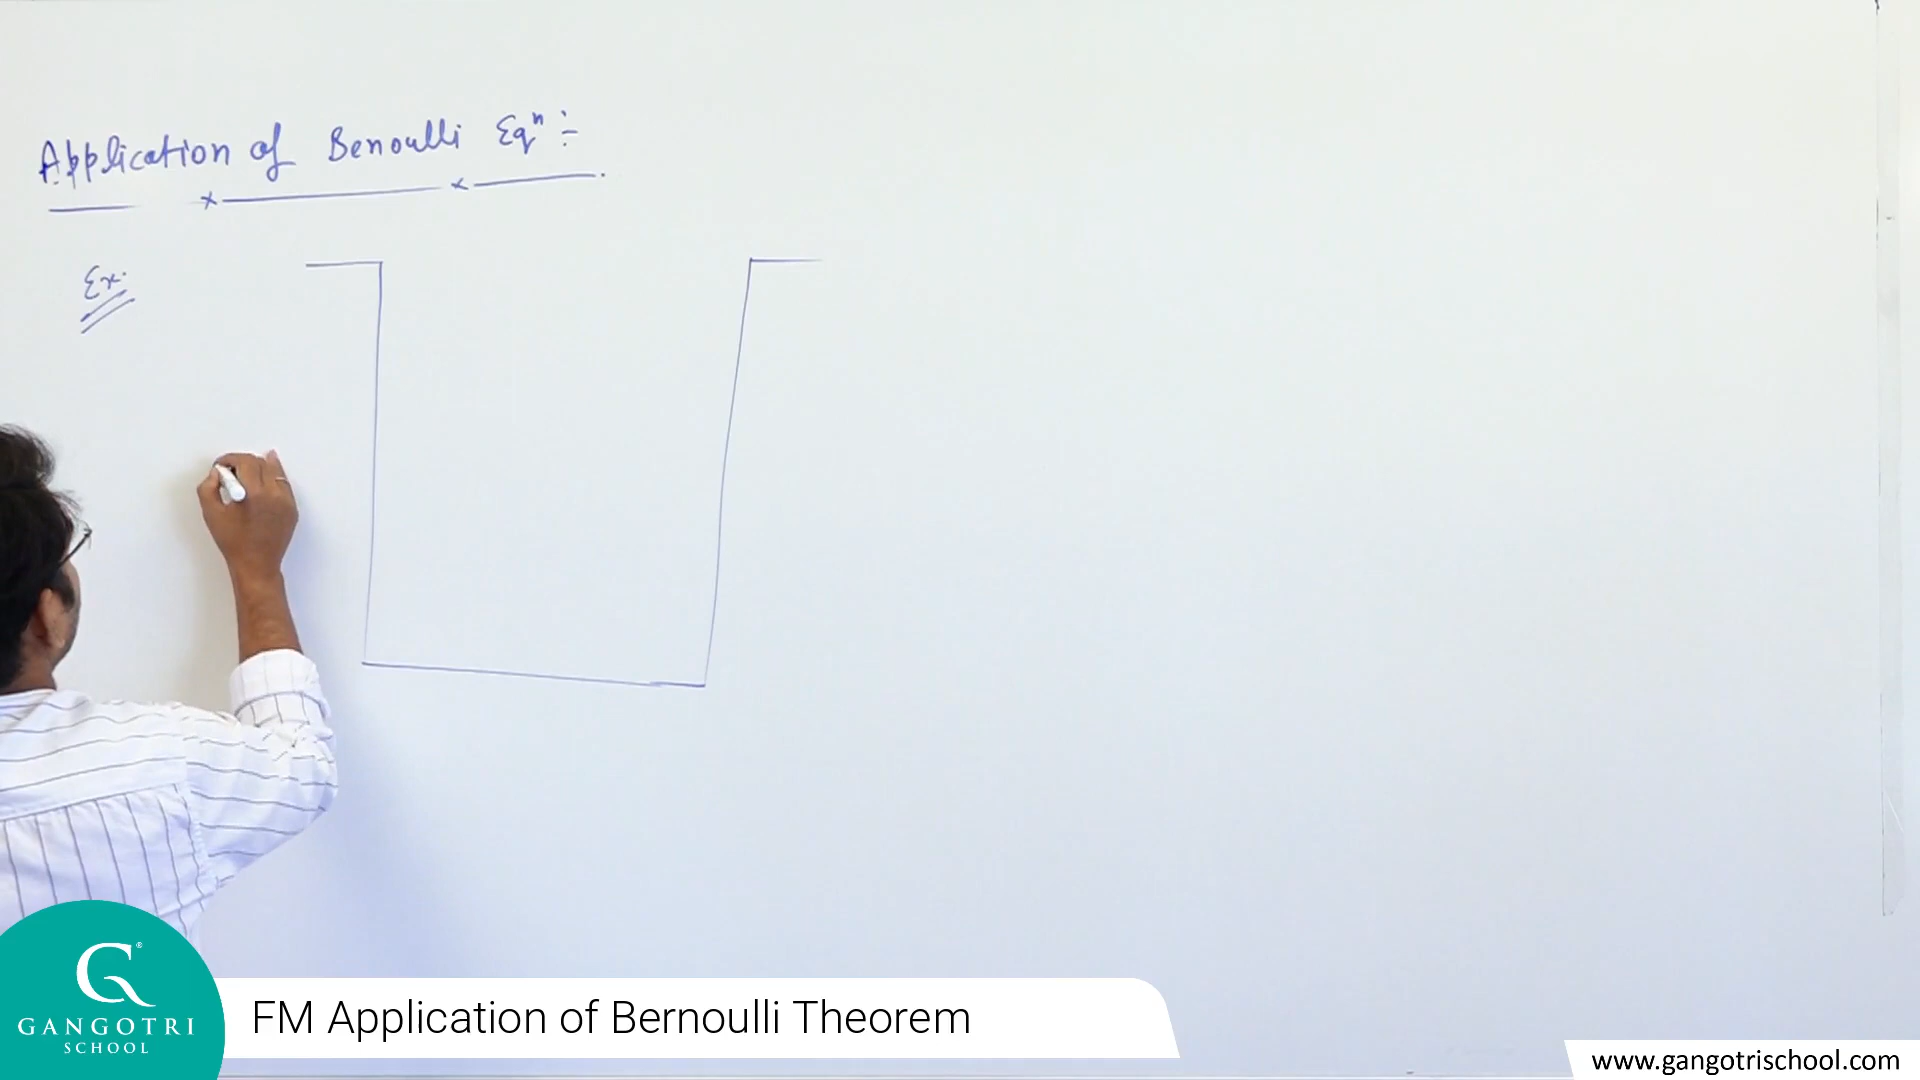 Application of Benoulli Eqⁿ :-
Ex.
G®
GANGOTRI
SCHOOL
FM Application of Bernoulli Theorem
www.gangotrischool.com